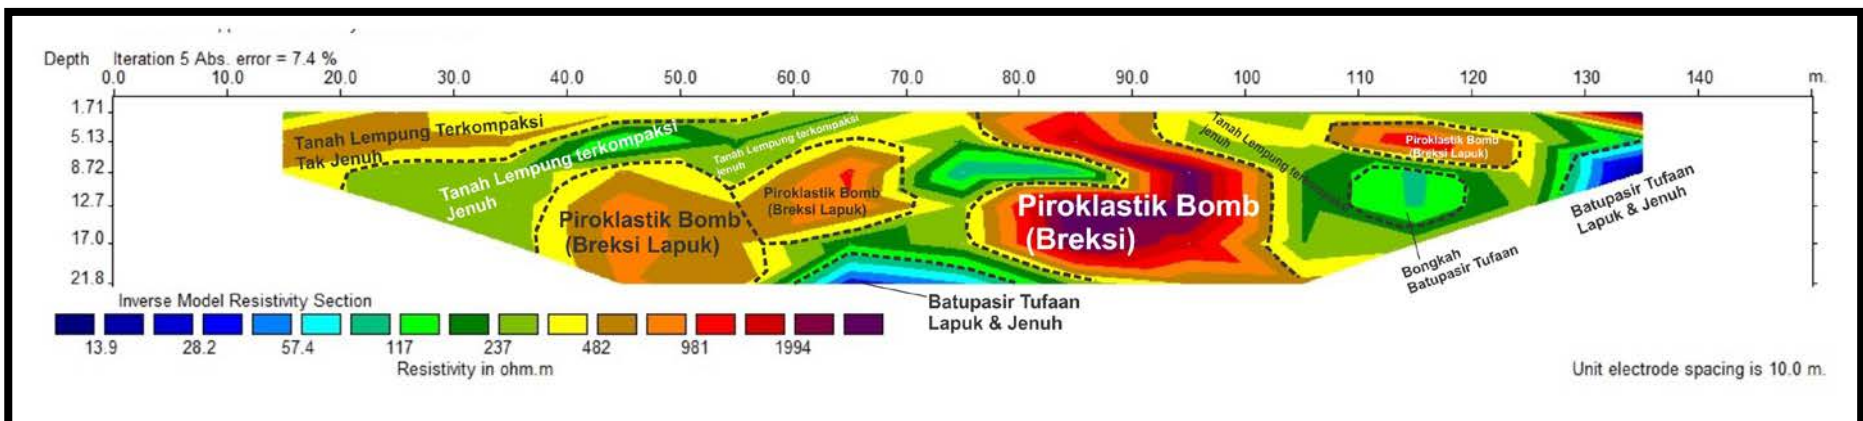 Depth Iteration 5 Abs. error = 7.4 %
0.0 10.0 20.0 30.0 40.0 50.0 60.0 70.0 80.0 90.0 100 110 120 130 140 m.
1.71
5.13
8.72
12.7
17.0
21.8
Tanah Lempung Terkompaksi
Tak Jenuh
Tanah Lempung terkompaksi
Jenuh
Tanah Lempung terkompaksi
jenuh
Piroklastik Bomb
(Breksi Lapuk)
Piroklastik Bomb
(Breksi Lapuk)
Piroklastik Bomb
(Breksi)
Tanah Lempung terkompaksi
jenuh
Piroklastik Bomb
(Breksi Lapuk)
Batupasir Tufaan
Lapuk & Jenuh
Bongkah
Batupasir Tufaan
Batupasir Tufaan
Lapuk & Jenuh
Inverse Model Resistivity Section
13.9 28.2 57.4 117 237 482 981 1994
Resistivity in ohm.m
Unit electrode spacing is 10.0 m.